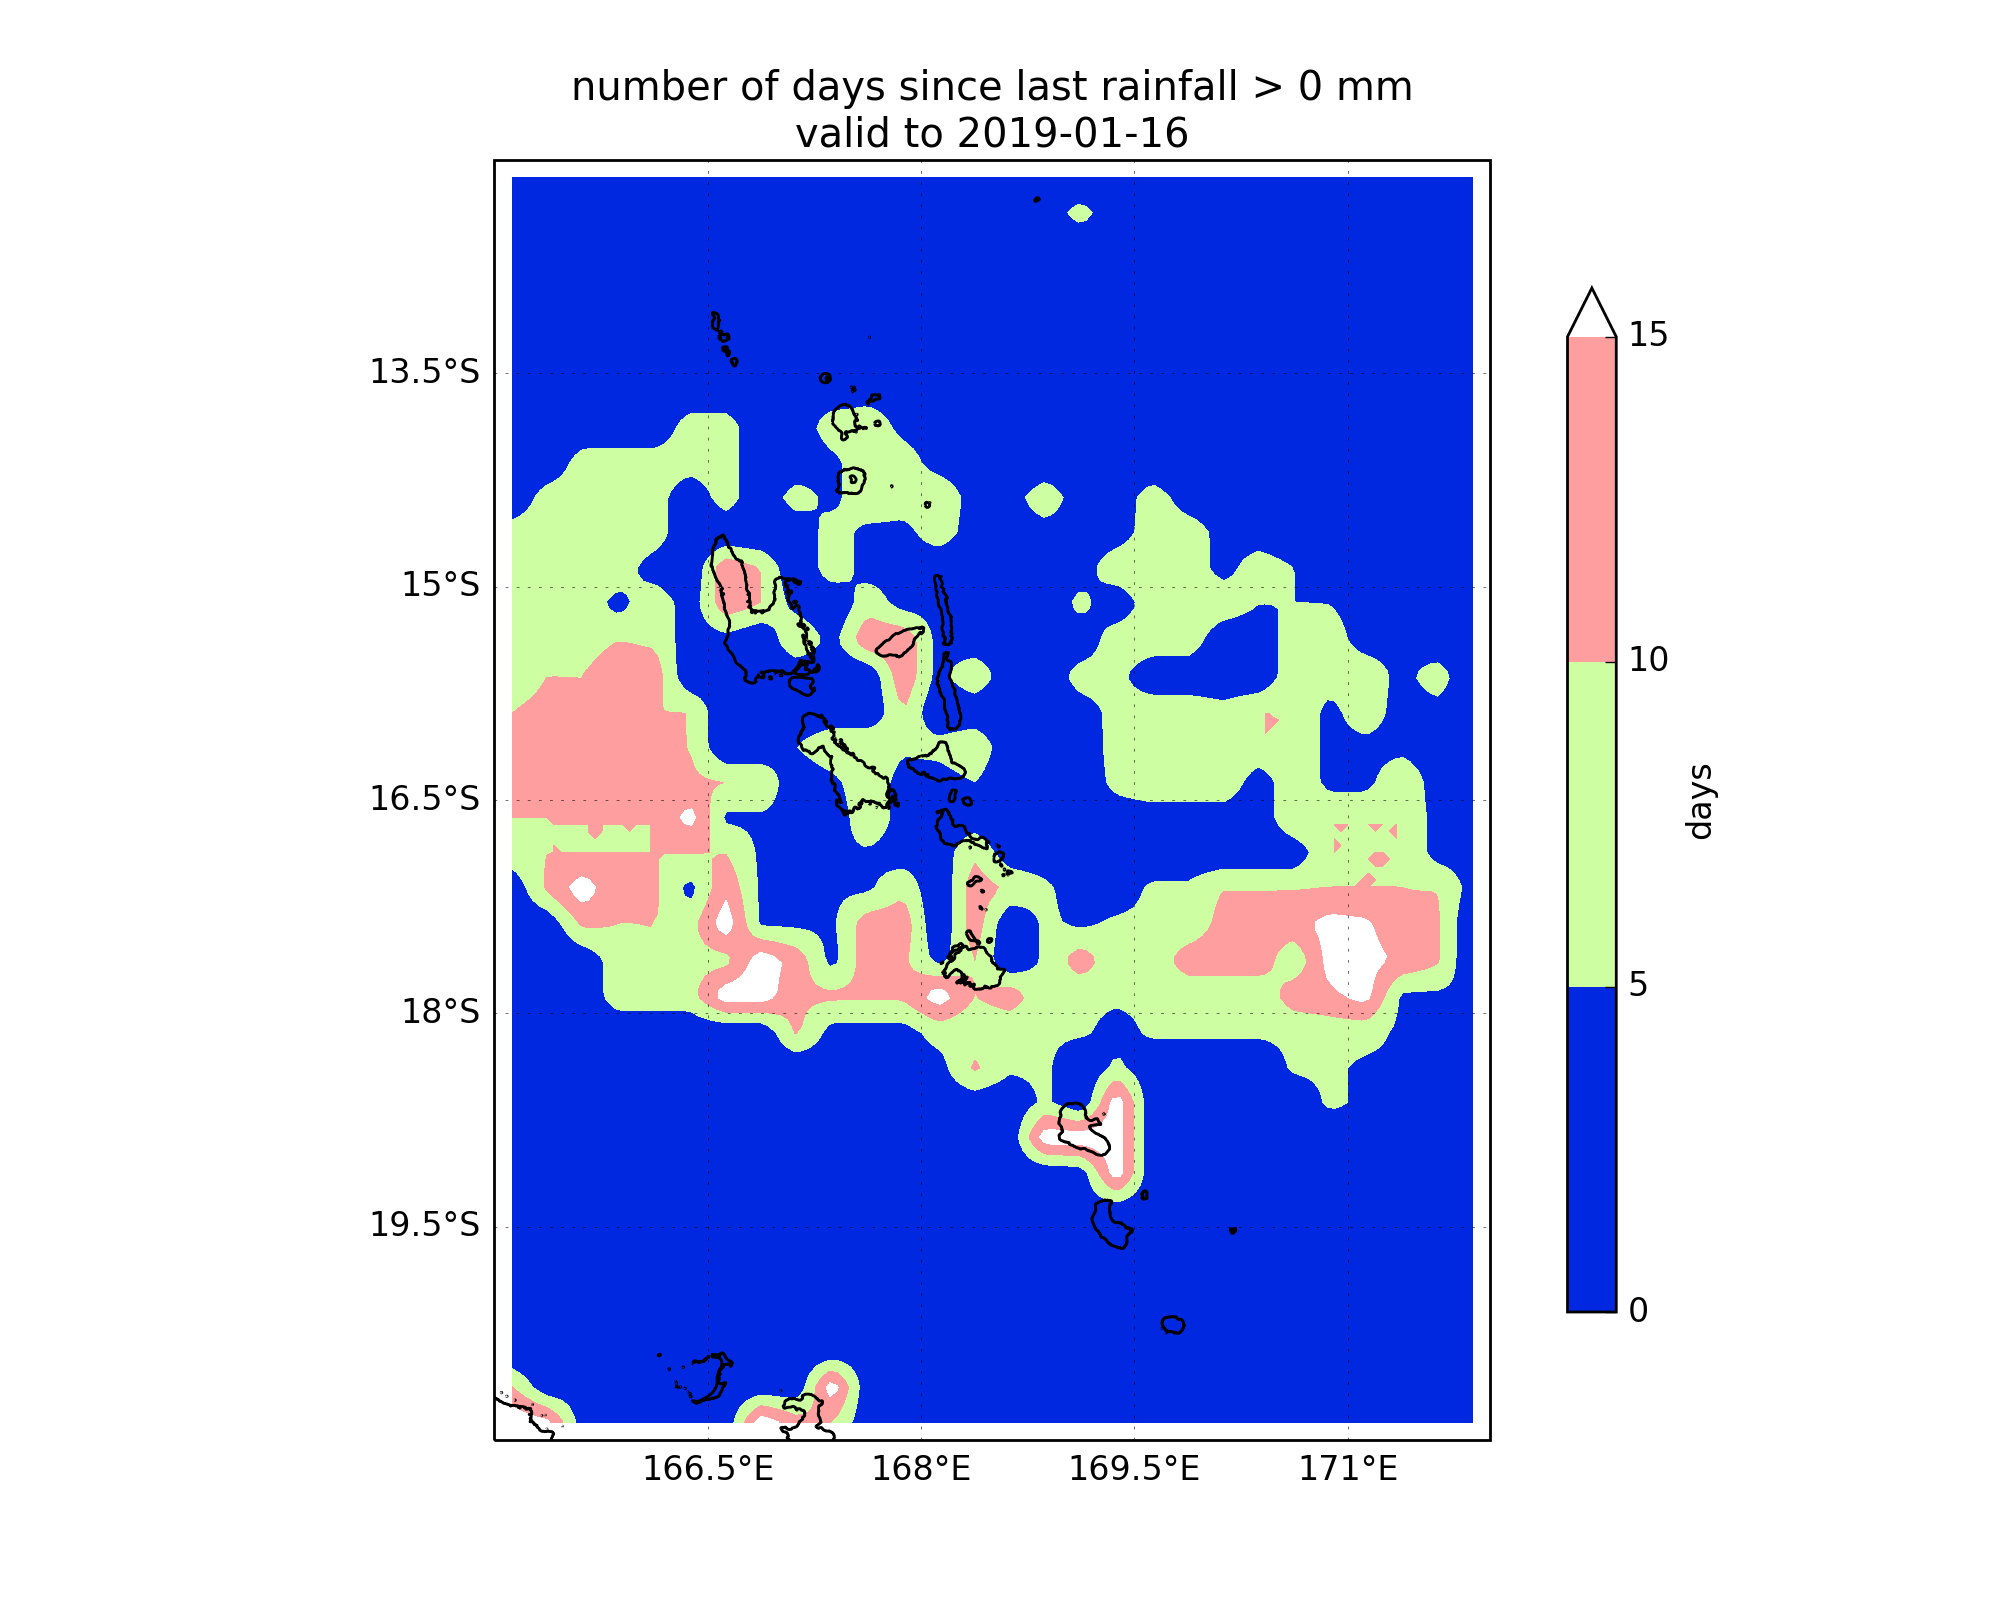 number of days since last rainfall > 0 mm
valid to 2019-01-16
13.5°S
15°S
16.5°S
18°S
19.5°S
166.5°E
168°E
169.5°E
171°E
15
10
5
0
days